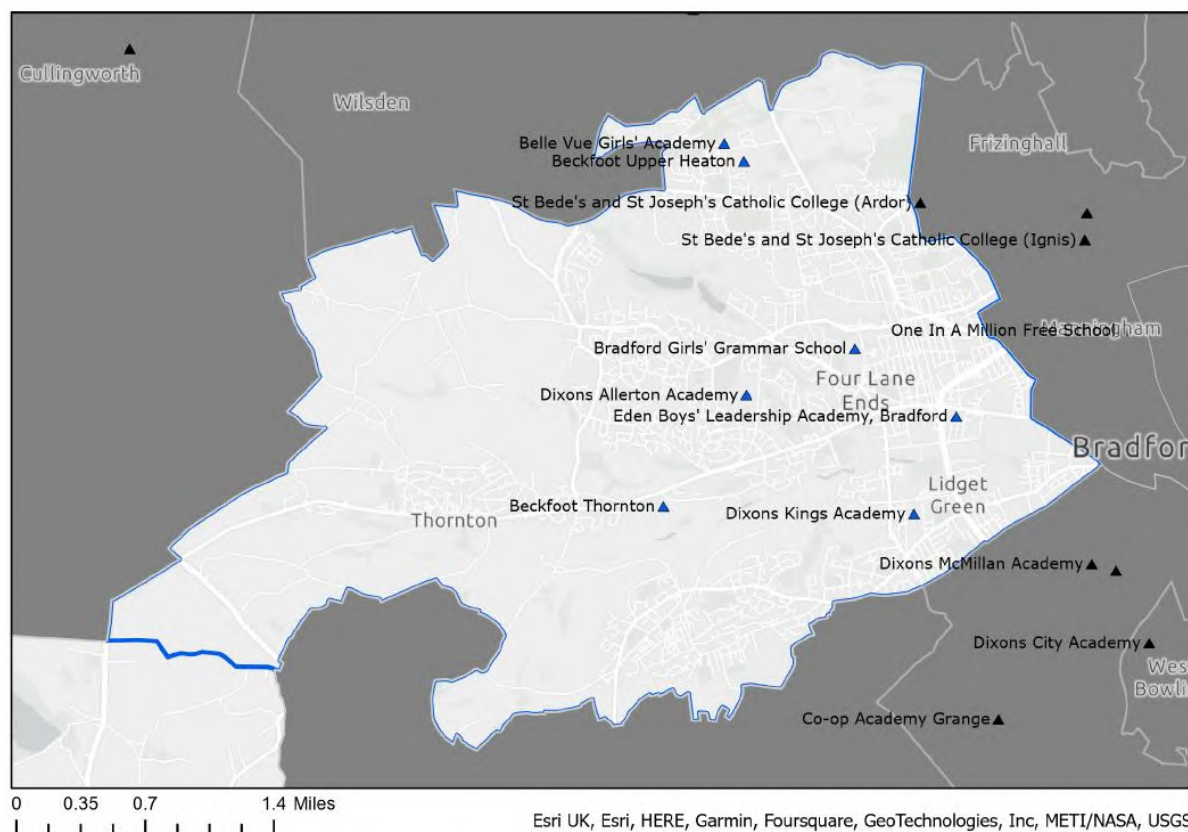 Cullingworth
Wilsden
Frizinghall
Belle Vue Girls' Academy
Beckfoot Upper Heaton
St Bede's and St Joseph's Catholic College (Ardor)
St Bede's and St Joseph's Catholic College (Ignis)
One In A Million Free School
Bradford Girls' Grammar School
Four Lane
Ends
Dixons Allerton Academy
Eden Boys' Leadership Academy, Bradford
Bradfor
Lidget
Green
Beckfoot Thornton
Dixons Kings Academy
Thornton
Dixons McMillan Academy
Dixons City Academy
Wes
Bowli
Co-op Academy Grange
0 0.35 0.7 1.4 Miles
Esri UK, Esri, HERE, Garmin, Foursquare, GeoTechnologies, Inc, METI/NASA, USGS